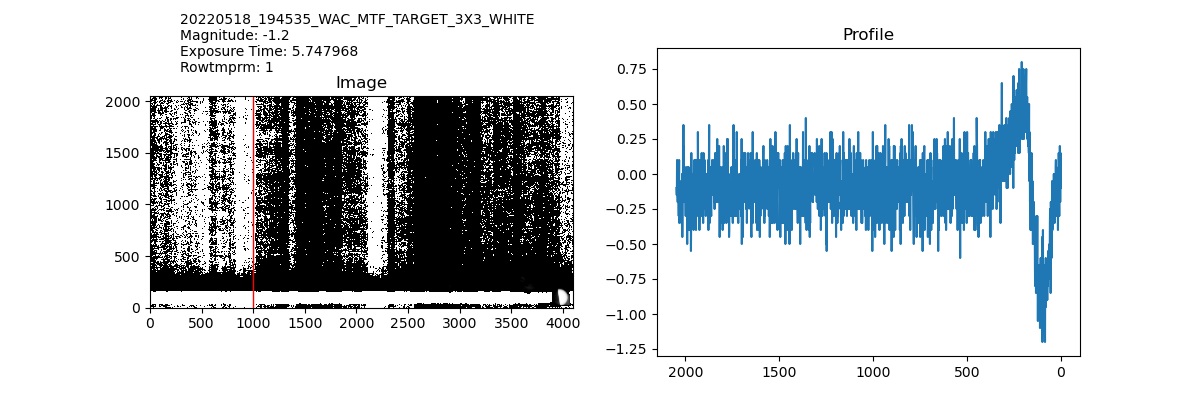 20220518_194535_WAC_MTF_TARGET_3X3_WHITE
Magnitude: -1.2
Exposure Time: 5.747968
Rowtmprm: 1
Image
2000
1500
1000
500
0
0 500 1000 1500 2000 2500 3000 3500 4000
Profile
0.75
0.50
0.25
0.00
−0.25
−0.50
−0.75
−1.00
−1.25
2000 1500 1000 500 0